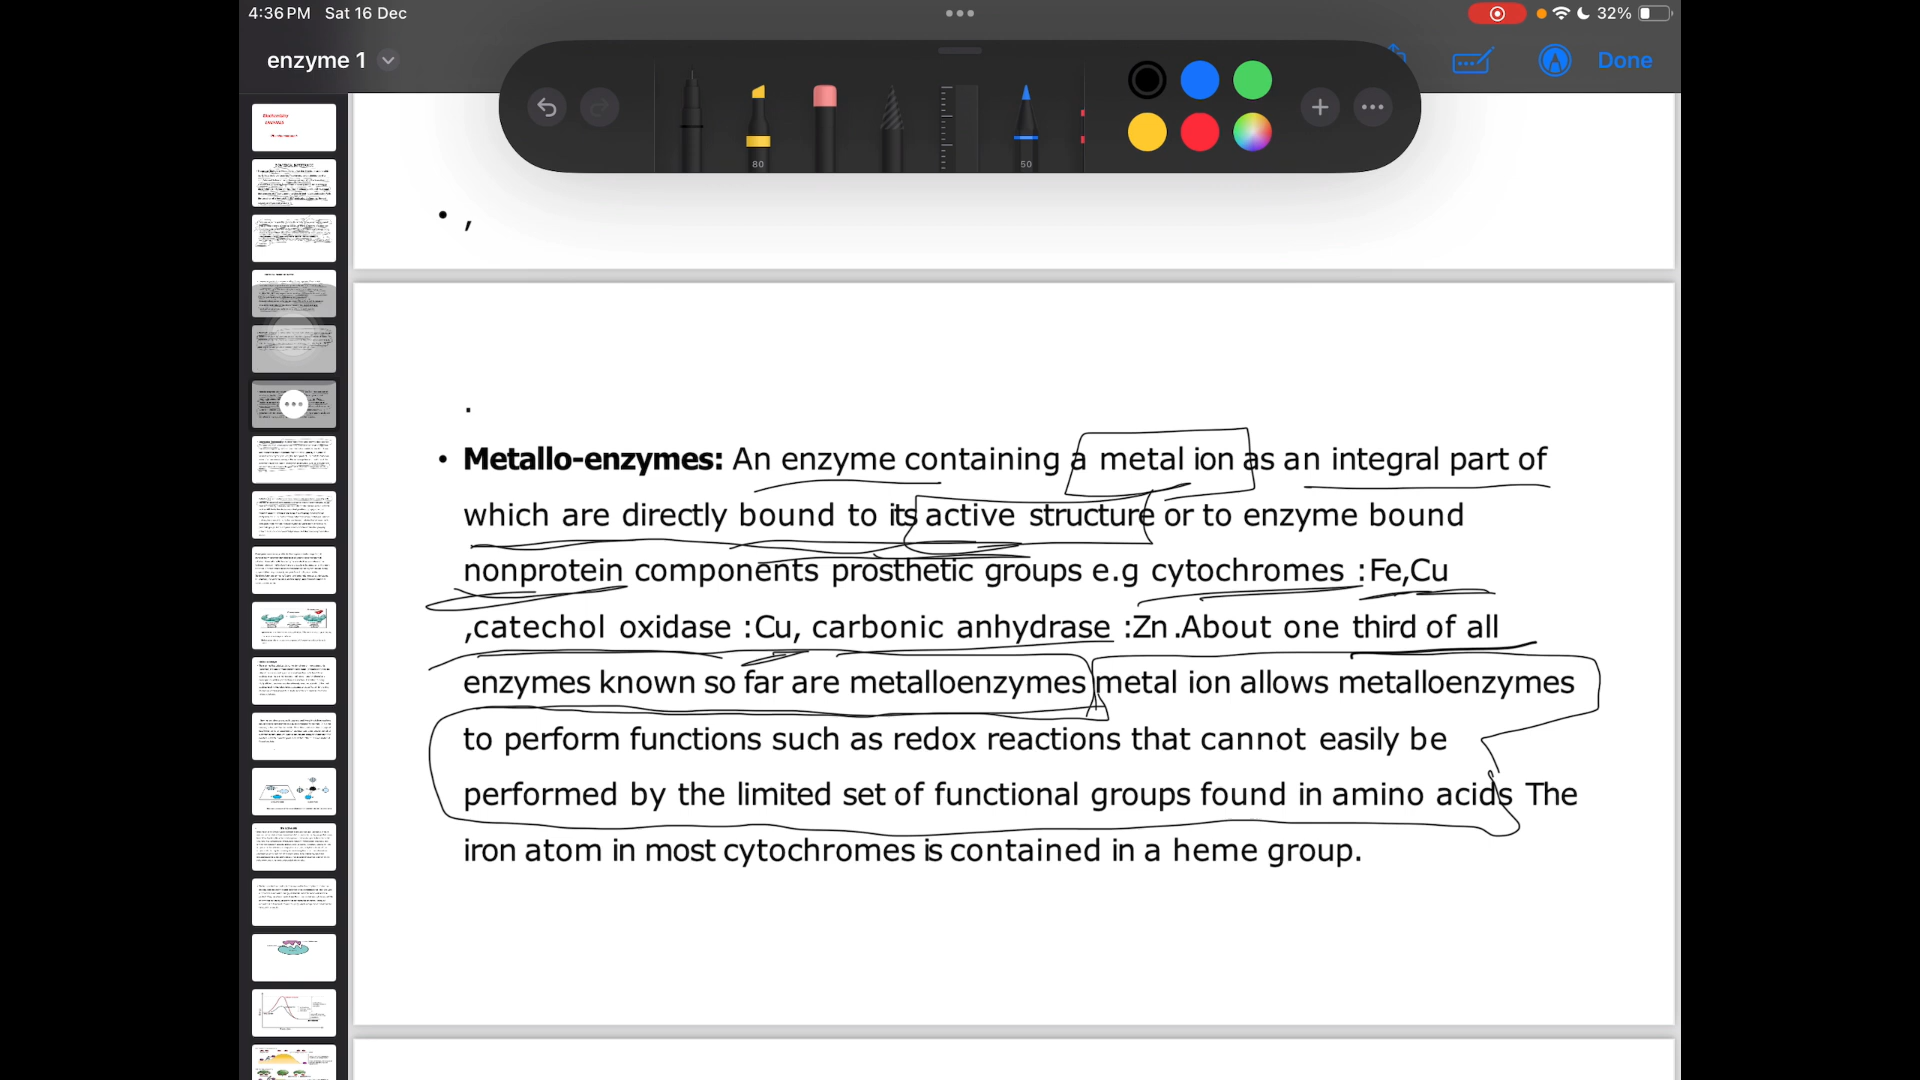 4:36 PM Sat 16 Dec
32%
enzyme 1
Done
80
50
• ,
.
• Metallo-enzymes: An enzyme containing a metal ion as an integral part of
which are directly bound to its active structure or to enzyme bound
nonprotein components prosthetic groups e.g cytochromes :Fe,Cu
,catechol oxidase :Cu, carbonic anhydrase :Zn.About one third of all
enzymes known so far are metalloenzymes metal ion allows metalloenzymes
to perform functions such as redox reactions that cannot easily be
performed by the limited set of functional groups found in amino acids The
iron atom in most cytochromes is contained in a heme group.